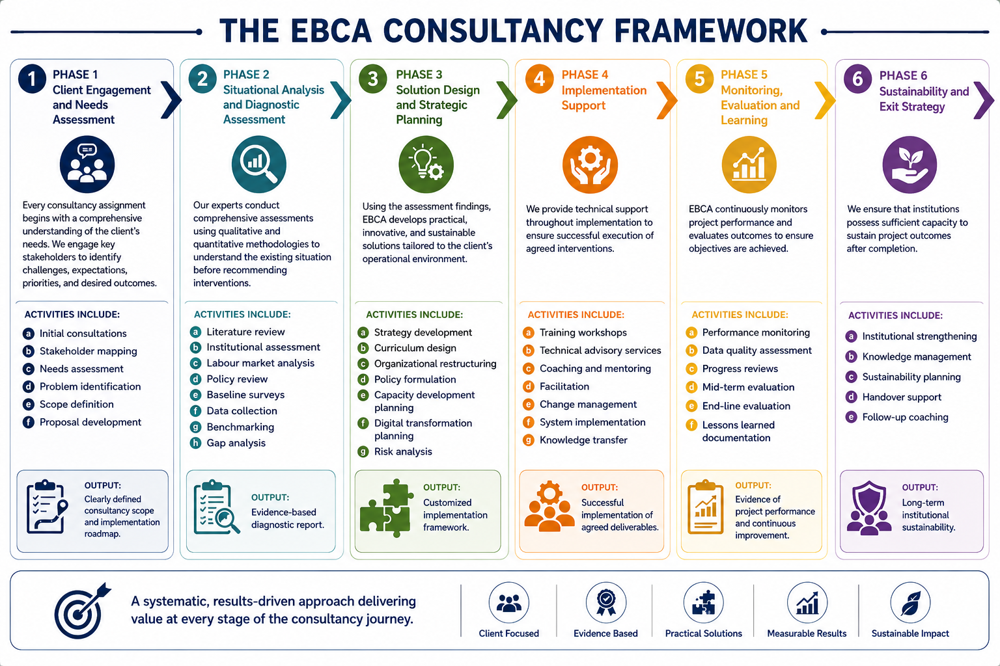 THE EBCA CONSULTANCY FRAMEWORK
1
PHASE 1
Client Engagement
and Needs
Assessment
Every consultancy assignment
begins with a comprehensive
understanding of the client's
needs. We engage key
stakeholders to identify
challenges, expectations,
priorities, and desired outcomes.
ACTIVITIES INCLUDE:
a Initial consultations
b Stakeholder mapping
c Needs assessment
d Problem identification
e Scope definition
f Proposal development
OUTPUT:
Clearly defined
consultancy scope
and implementation
roadmap.
2
PHASE 2
Situational Analysis
and Diagnostic
Assessment
Our experts conduct
comprehensive assessments
using qualitative and
quantitative methodologies to
understand the existing situation
before recommending
interventions.
ACTIVITIES INCLUDE:
a Literature review
b Institutional assessment
c Labour market analysis
d Policy review
e Baseline surveys
f Data collection
g Benchmarking
h Gap analysis
OUTPUT:
Evidence-based
diagnostic report.
3
PHASE 3
Solution Design
and Strategic
Planning
Using the assessment findings,
EBCA develops practical,
innovative, and sustainable
solutions tailored to the client's
operational environment.
ACTIVITIES INCLUDE:
a Strategy development
b Curriculum design
c Organizational restructuring
d Policy formulation
e Capacity development
planning
f Digital transformation
planning
g Risk analysis
OUTPUT:
Customized
implementation
framework.
4
PHASE 4
Implementation
Support
We provide technical support
throughout implementation to
ensure successful execution of
agreed interventions.
ACTIVITIES INCLUDE:
a Training workshops
b Technical advisory services
c Coaching and mentoring
d Facilitation
e Change management
f System implementation
g Knowledge transfer
OUTPUT:
Successful
implementation of
agreed deliverables.
5
PHASE 5
Monitoring,
Evaluation and
Learning
EBCA continuously monitors
project performance and
evaluates outcomes to ensure
objectives are achieved.
ACTIVITIES INCLUDE:
a Performance monitoring
b Data quality assessment
c Progress reviews
d Mid-term evaluation
e End-line evaluation
f Lessons learned
documentation
OUTPUT:
Evidence of
project performance
and continuous
improvement.
6
PHASE 6
Sustainability and
Exit Strategy
We ensure that institutions
possess sufficient capacity to
sustain project outcomes
after completion.
ACTIVITIES INCLUDE:
a Institutional strengthening
b Knowledge management
c Sustainability planning
d Handover support
e Follow-up coaching
OUTPUT:
Long-term
institutional
sustainability.
A systematic, results-driven approach delivering
value at every stage of the consultancy journey.
Client Focused
Evidence Based
Practical Solutions
Measurable Results
Sustainable Impact